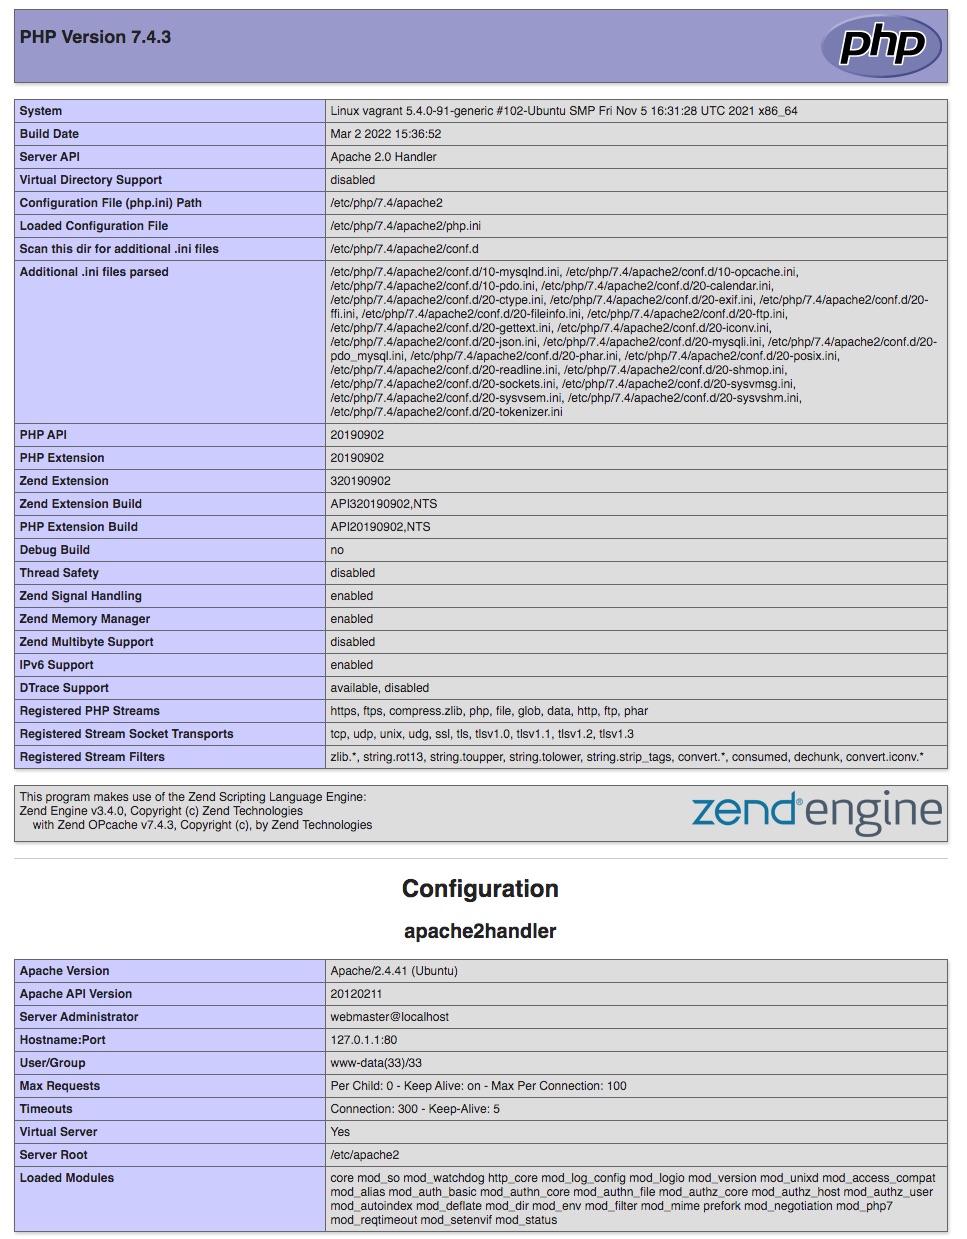 PHP Version 7.4.3
php
System Linux vagrant 5.4.0-91-generic #102-Ubuntu SMP Fri Nov 5 16:31:28 UTC 2021 x86_64
Build Date Mar 2 2022 15:36:52
Server API Apache 2.0 Handler
Virtual Directory Support disabled
Configuration File (php.ini) Path /etc/php/7.4/apache2
Loaded Configuration File /etc/php/7.4/apache2/php.ini
Scan this dir for additional .ini files /etc/php/7.4/apache2/conf.d
Additional .ini files parsed /etc/php/7.4/apache2/conf.d/10-mysqlnd.ini, /etc/php/7.4/apache2/conf.d/10-opcache.ini,
/etc/php/7.4/apache2/conf.d/10-pdo.ini, /etc/php/7.4/apache2/conf.d/20-calendar.ini,
/etc/php/7.4/apache2/conf.d/20-ctype.ini, /etc/php/7.4/apache2/conf.d/20-exif.ini, /etc/php/7.4/apache2/conf.d/20-
ffi.ini, /etc/php/7.4/apache2/conf.d/20-fileinfo.ini, /etc/php/7.4/apache2/conf.d/20-ftp.ini,
/etc/php/7.4/apache2/conf.d/20-gettext.ini, /etc/php/7.4/apache2/conf.d/20-iconv.ini,
/etc/php/7.4/apache2/conf.d/20-json.ini, /etc/php/7.4/apache2/conf.d/20-mysqli.ini, /etc/php/7.4/apache2/conf.d/20-
pdo_mysql.ini, /etc/php/7.4/apache2/conf.d/20-phar.ini, /etc/php/7.4/apache2/conf.d/20-posix.ini,
/etc/php/7.4/apache2/conf.d/20-readline.ini, /etc/php/7.4/apache2/conf.d/20-shmop.ini,
/etc/php/7.4/apache2/conf.d/20-sockets.ini, /etc/php/7.4/apache2/conf.d/20-sysvmsg.ini,
/etc/php/7.4/apache2/conf.d/20-sysvsem.ini, /etc/php/7.4/apache2/conf.d/20-sysvshm.ini,
/etc/php/7.4/apache2/conf.d/20-tokenizer.ini
PHP API 20190902
PHP Extension 20190902
Zend Extension 320190902
Zend Extension Build API320190902,NTS
PHP Extension Build API20190902,NTS
Debug Build no
Thread Safety disabled
Zend Signal Handling enabled
Zend Memory Manager enabled
Zend Multibyte Support disabled
IPv6 Support enabled
DTrace Support available, disabled
Registered PHP Streams https, ftps, compress.zlib, php, file, glob, data, http, ftp, phar
Registered Stream Socket Transports tcp, udp, unix, udg, ssl, tls, tlsv1.0, tlsv1.1, tlsv1.2, tlsv1.3
Registered Stream Filters zlib.*, string.rot13, string.toupper, string.tolower, string.strip_tags, convert.*, consumed, dechunk, convert.iconv.*
This program makes use of the Zend Scripting Language Engine:
Zend Engine v3.4.0, Copyright (c) Zend Technologies
with Zend OPcache v7.4.3, Copyright (c), by Zend Technologies
zend® engine
Configuration
apache2handler
Apache Version Apache/2.4.41 (Ubuntu)
Apache API Version 20120211
Server Administrator webmaster@localhost
Hostname:Port 127.0.1.1:80
User/Group www-data(33)/33
Max Requests Per Child: 0 - Keep Alive: on - Max Per Connection: 100
Timeouts Connection: 300 - Keep-Alive: 5
Virtual Server Yes
Server Root /etc/apache2
Loaded Modules core mod_so mod_watchdog http_core mod_log_config mod_logio mod_version mod_unixd mod_access_compat
mod_alias mod_auth_basic mod_authn_core mod_authn_file mod_authz_core mod_authz_host mod_authz_user
mod_autoindex mod_deflate mod_dir mod_env mod_filter mod_mime prefork mod_negotiation mod_php7
mod_reqtimeout mod_setenvif mod_status